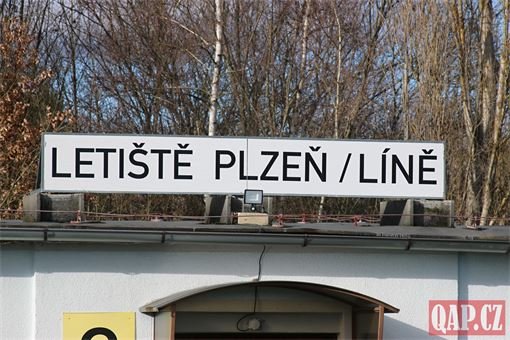 LETIŠTĚ PLZEŇ / LÍNĚ
QAP.CZ